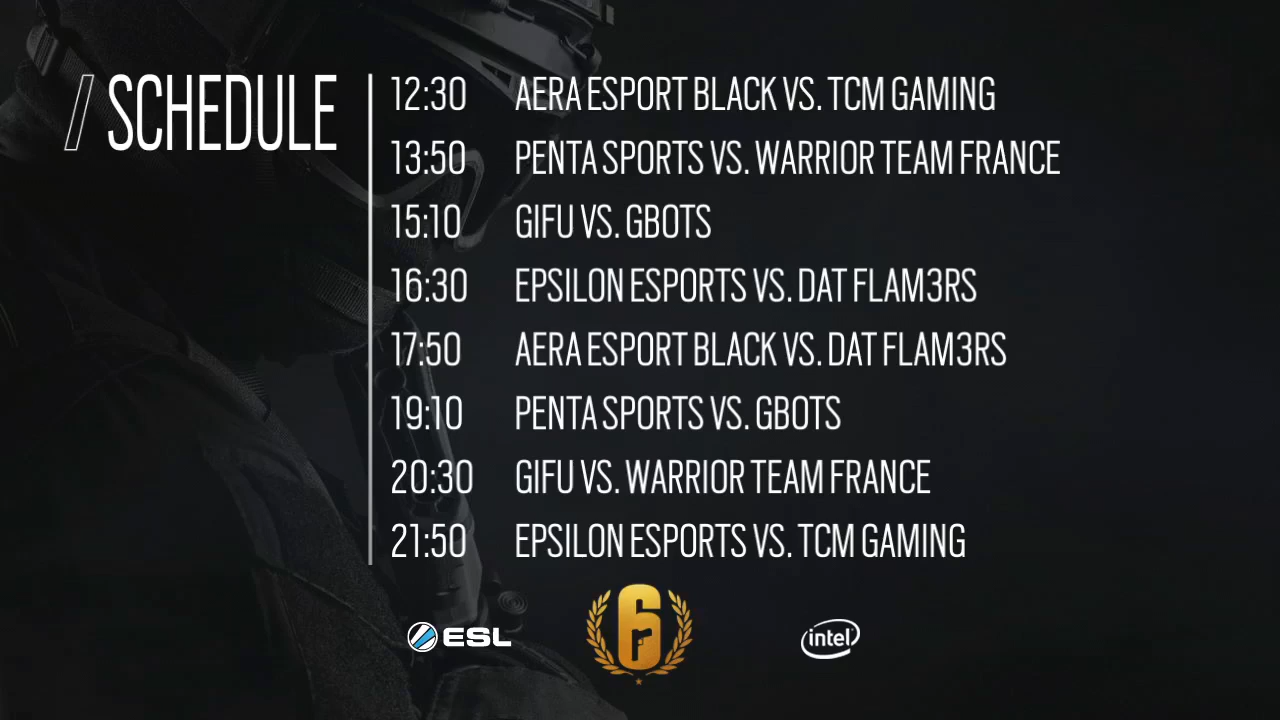 / SCHEDULE
12:30 AERA ESPORT BLACK VS. TCM GAMING
13:50 PENTA SPORTS VS. WARRIOR TEAM FRANCE
15:10 GIFU VS. GBOTS
16:30 EPSILON ESPORTS VS. DAT FLAM3RS
17:50 AERA ESPORT BLACK VS. DAT FLAM3RS
19:10 PENTA SPORTS VS. GBOTS
20:30 GIFU VS. WARRIOR TEAM FRANCE
21:50 EPSILON ESPORTS VS. TCM GAMING
ESL 6 intel